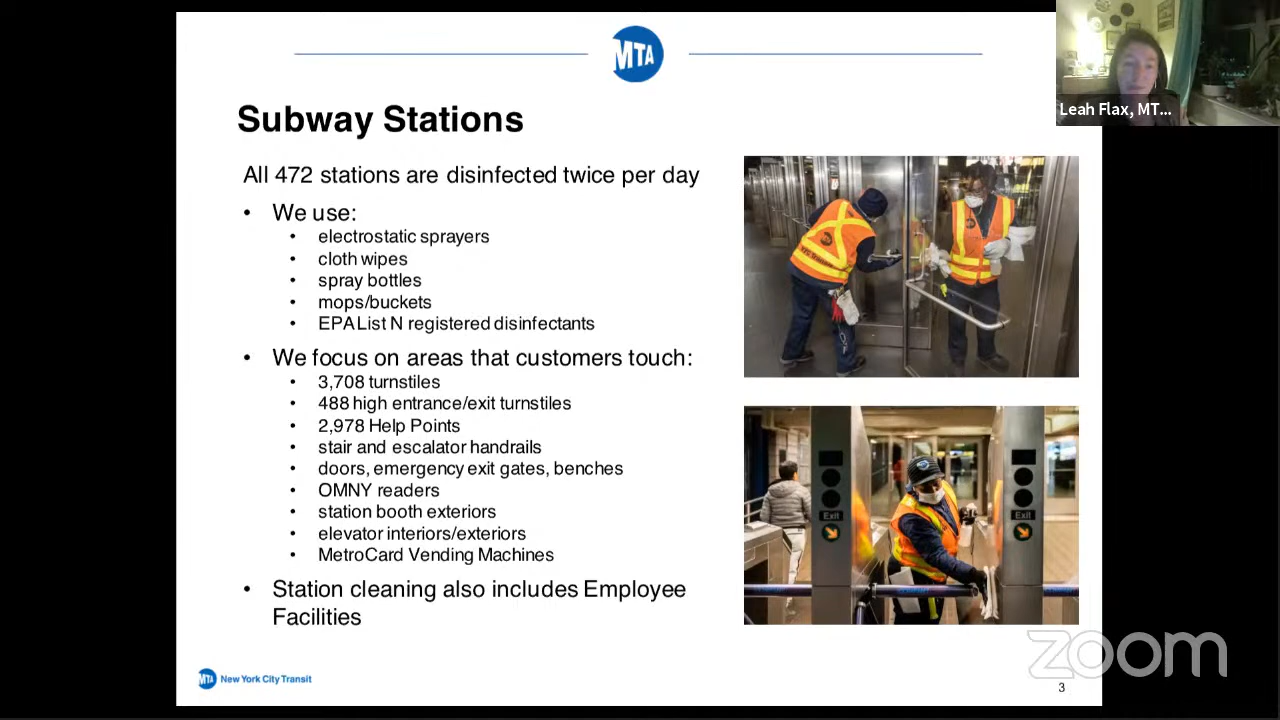 MTA
Leah Flax, MT...
Subway Stations
All 472 stations are disinfected twice per day
• We use:
• electrostatic sprayers
• cloth wipes
• spray bottles
• mops/buckets
• EPA List N registered disinfectants
• We focus on areas that customers touch:
• 3,708 turnstiles
• 488 high entrance/exit turnstiles
• 2,978 Help Points
• stair and escalator handrails
• doors, emergency exit gates, benches
• OMNY readers
• station booth exteriors
• elevator interiors/exteriors
• MetroCard Vending Machines
• Station cleaning also includes Employee
Facilities
Exit
Exit
zoom
MTA New York City Transit
3